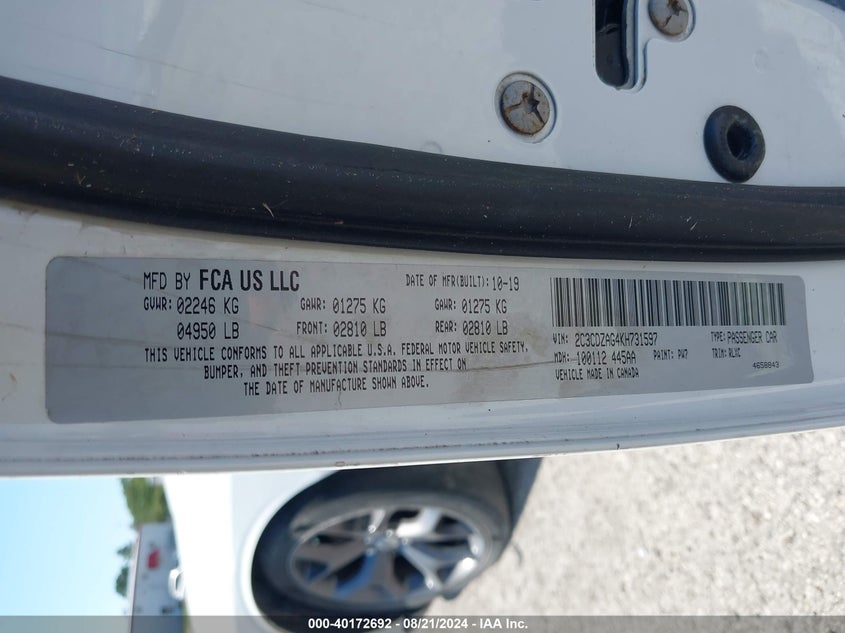 MFD BY FCA US LLC DATE OF MFR(BUILT): 10-19
GVWR: 02246 KG GAWR: 01275 KG GAWR: 01275 KG
04950 LB FRONT: 02810 LB REAR: 02810 LB
THIS VEHICLE CONFORMS TO ALL APPLICABLE U.S.A. FEDERAL MOTOR VEHICLE SAFETY,
BUMPER, AND THEFT PREVENTION STANDARDS IN EFFECT ON
THE DATE OF MANUFACTURE SHOWN ABOVE.
VIN: 2C3CDZAG4KH731597 TYPE: PASSENGER CAR
MDH: 100112 445AA PAINT: PW7 TRIM: RLXC
VEHICLE MADE IN CANADA 4658843
000-40172692 - 08/21/2024 - IAA Inc.